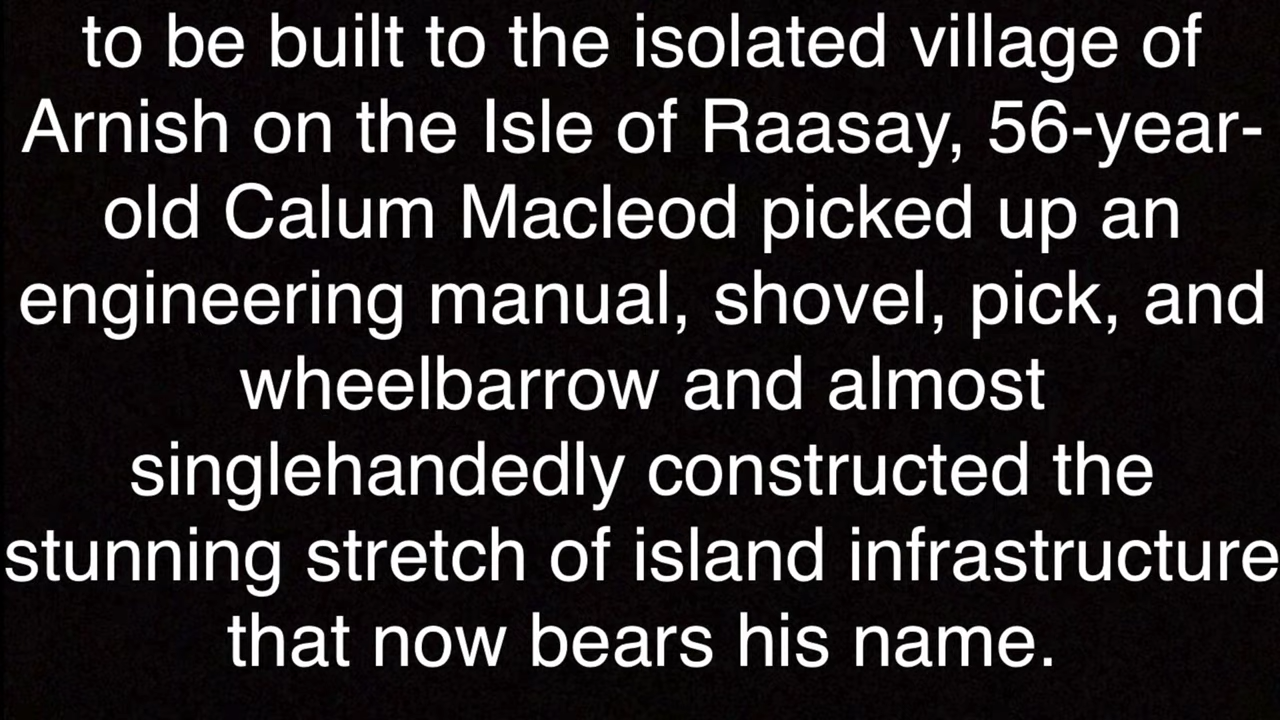 to be built to the isolated village of
Arnish on the Isle of Raasay, 56-year-
old Calum Macleod picked up an
engineering manual, shovel, pick, and
wheelbarrow and almost
singlehandedly constructed the
stunning stretch of island infrastructure
that now bears his name.